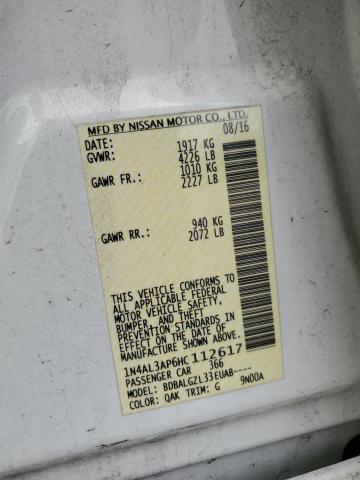 MFD BY NISSAN MOTOR CO., LTD.
DATE: 08/16
GVWR: 1917 KG
4226 LB
GAWR FR.: 1010 KG
2227 LB
GAWR RR.: 940 KG
2072 LB
THIS VEHICLE CONFORMS TO
ALL APPLICABLE FEDERAL
MOTOR VEHICLE SAFETY,
BUMPER, AND THEFT
PREVENTION STANDARDS IN
EFFECT ON THE DATE OF
MANUFACTURE SHOWN ABOVE.
1N4AL3AP6HC112617
PASSENGER CAR 366
MODEL: BDBALGZL33EUAB----
COLOR: QAK TRIM: G 9N00A